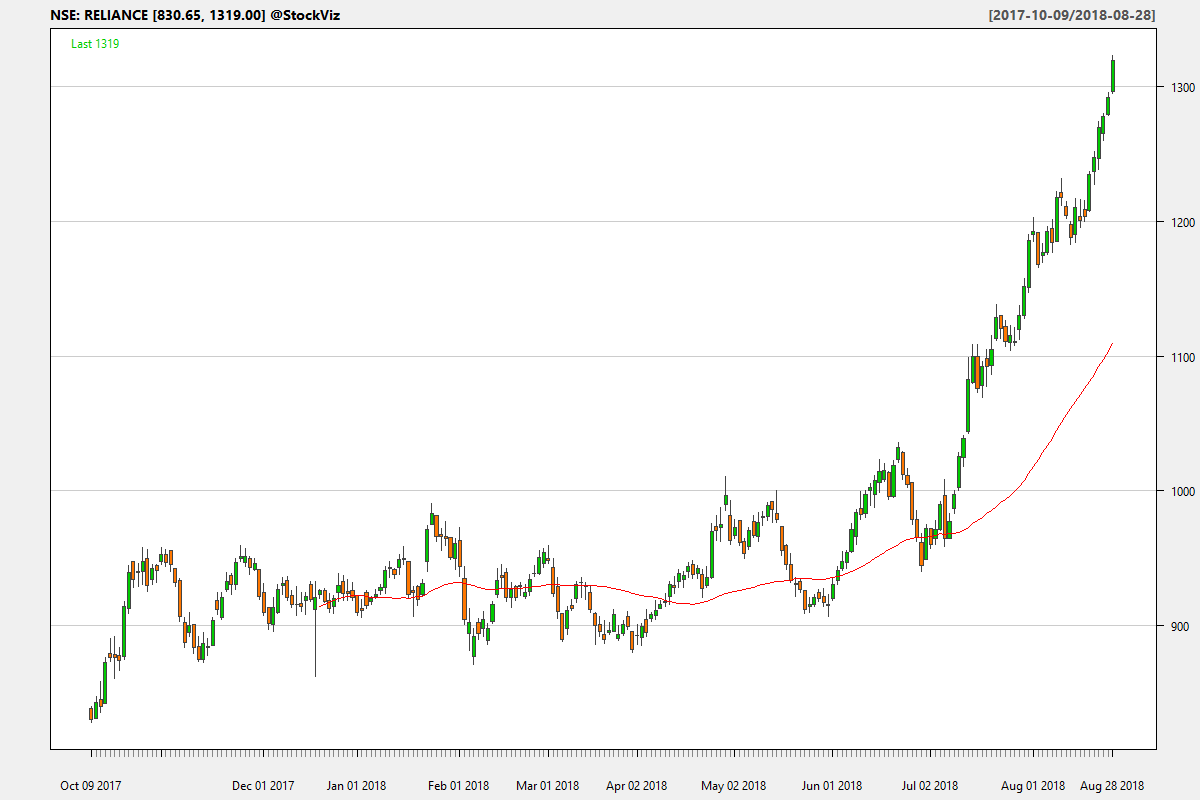 NSE: RELIANCE [830.65, 1319.00] @StockViz [2017-10-09/2018-08-28]
Last 1319
1300
1200
1100
1000
900
Oct 09 2017 Dec 01 2017 Jan 01 2018 Feb 01 2018 Mar 01 2018 Apr 02 2018 May 02 2018 Jun 01 2018 Jul 02 2018 Aug 01 2018 Aug 28 2018